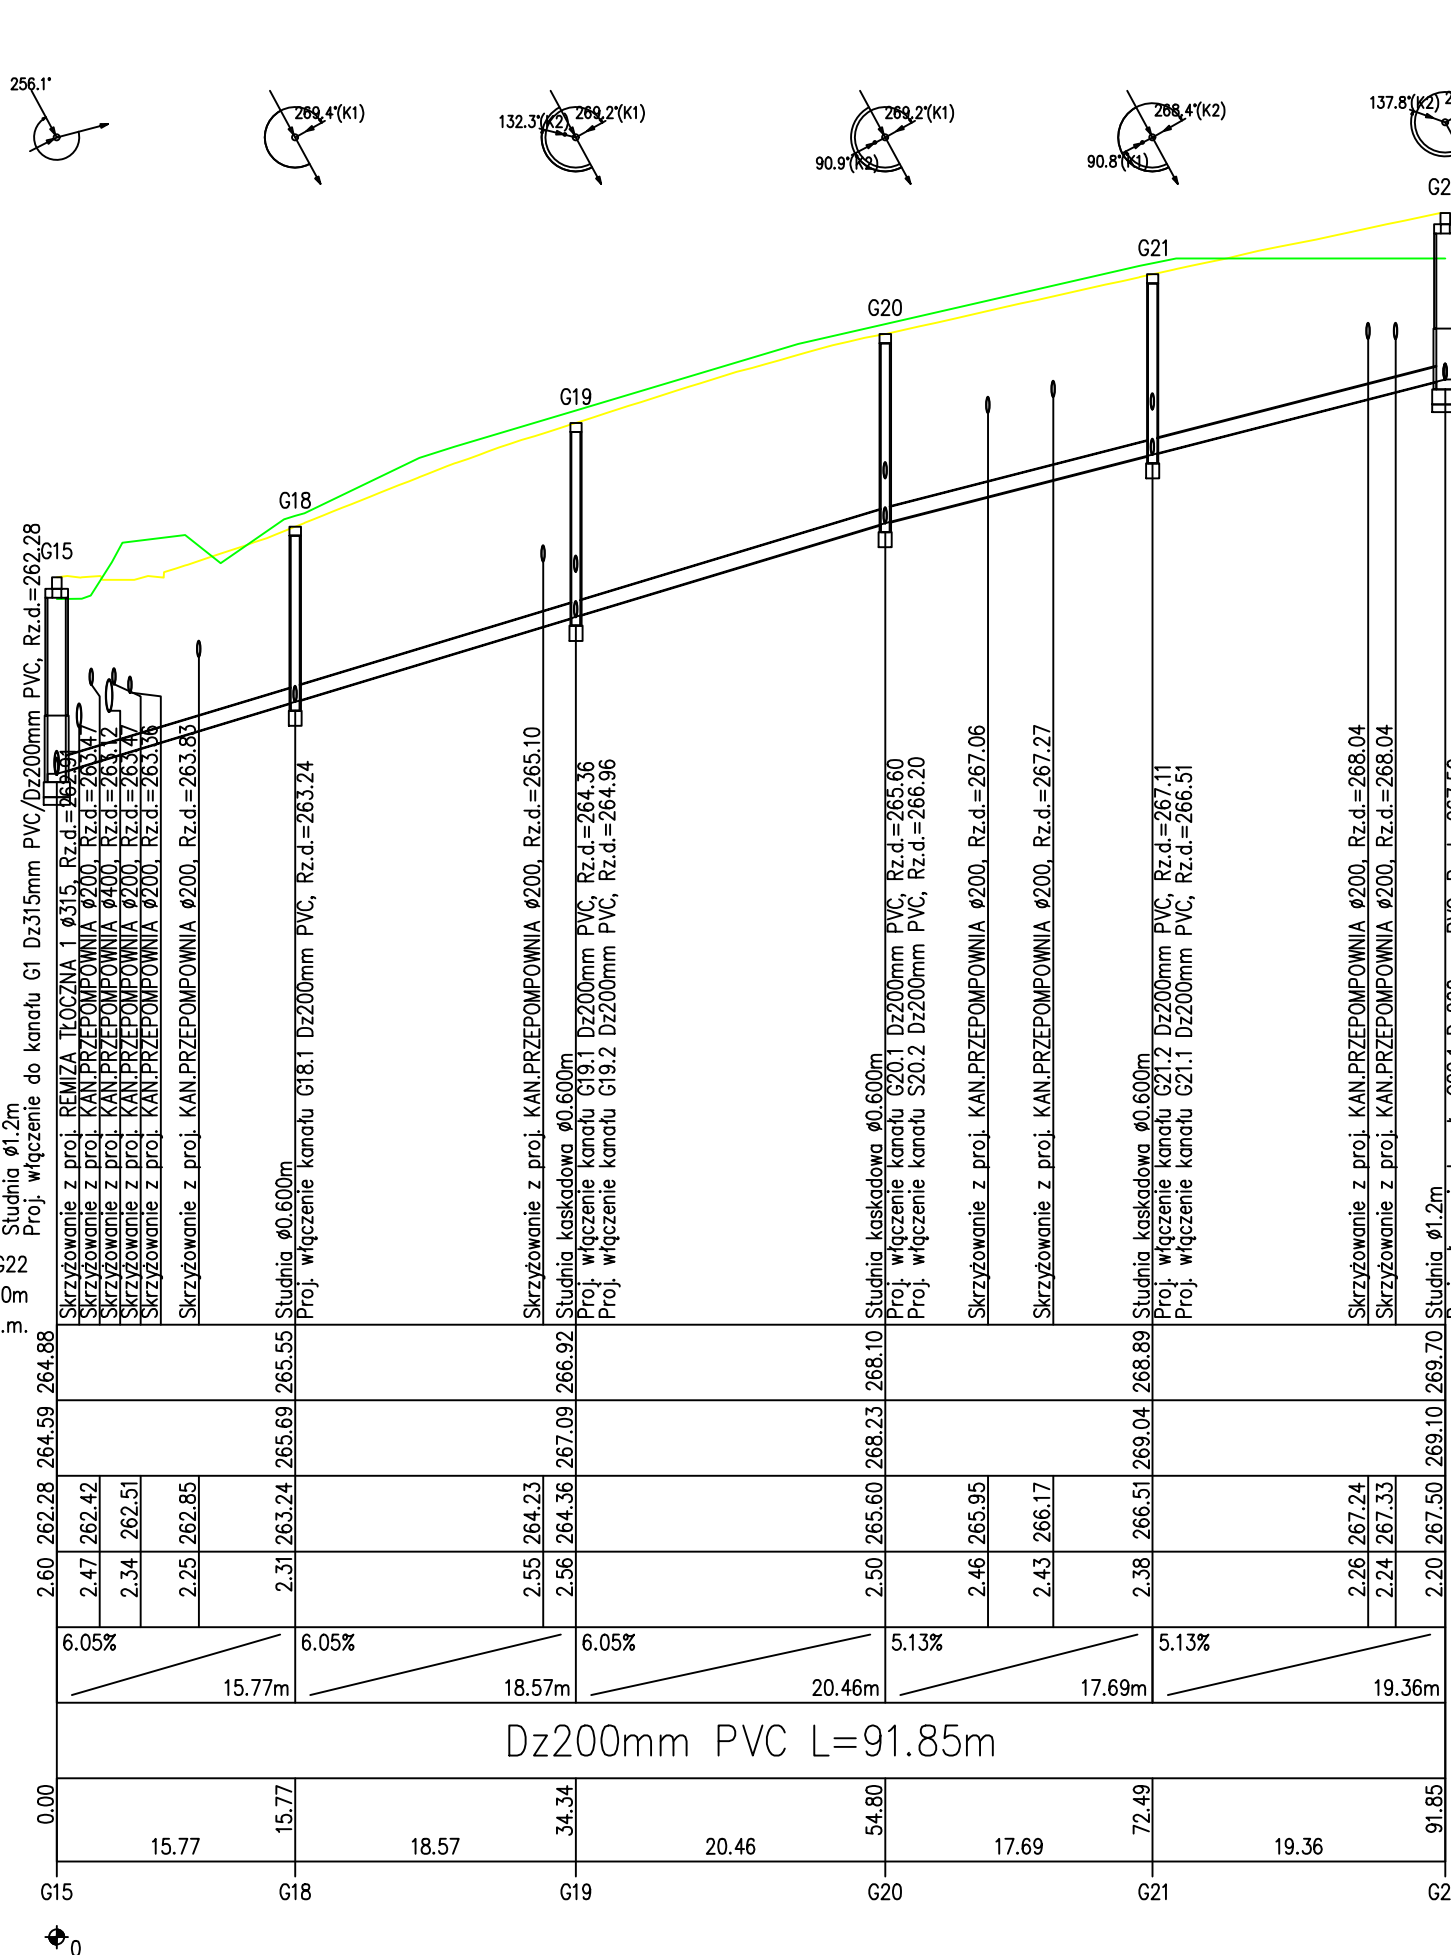 256.1°
269.4°(K1)
132.3°(K2)
269.2°(K1)
90.9°(K2)
269.2°(K1)
90.8°(K1)
268.4°(K2)
137.8°(K2)
G15
G18
G19
G20
G21
G2
Studnia ø1.2m
Proj. włączenie do kanału G1 Dz315mm PVC/Dz200mm PVC, Rz.d.=262.28
Skrzyżowanie z proj. REMIZA TŁOCZNA 1 ø315, Rz.d.=262.91
Skrzyżowanie z proj. KAN.PRZEPOMPOWNIA ø200, Rz.d.=263.47
Skrzyżowanie z proj. KAN.PRZEPOMPOWNIA ø400, Rz.d.=263.12
Skrzyżowanie z proj. KAN.PRZEPOMPOWNIA ø200, Rz.d.=263.47
Skrzyżowanie z proj. KAN.PRZEPOMPOWNIA ø200, Rz.d.=263.36
Skrzyżowanie z proj. KAN.PRZEPOMPOWNIA ø200, Rz.d.=263.83
Studnia ø0.600m
Proj. włączenie kanału G18.1 Dz200mm PVC, Rz.d.=263.24
Skrzyżowanie z proj. KAN.PRZEPOMPOWNIA ø200, Rz.d.=265.10
Studnia kaskadowa ø0.600m
Proj. włączenie kanału G19.1 Dz200mm PVC, Rz.d.=264.36
Proj. włączenie kanału G19.2 Dz200mm PVC, Rz.d.=264.96
Studnia kaskadowa ø0.600m
Proj. włączenie kanału G20.1 Dz200mm PVC, Rz.d.=265.60
Proj. włączenie kanału S20.2 Dz200mm PVC, Rz.d.=266.20
Skrzyżowanie z proj. KAN.PRZEPOMPOWNIA ø200, Rz.d.=267.06
Skrzyżowanie z proj. KAN.PRZEPOMPOWNIA ø200, Rz.d.=267.27
Studnia kaskadowa ø0.600m
Proj. włączenie kanału G21.2 Dz200mm PVC, Rz.d.=267.11
Proj. włączenie kanału G21.1 Dz200mm PVC, Rz.d.=266.51
Skrzyżowanie z proj. KAN.PRZEPOMPOWNIA ø200, Rz.d.=268.04
Skrzyżowanie z proj. KAN.PRZEPOMPOWNIA ø200, Rz.d.=268.04
Studnia ø1.2m
G22
0m
.m.
264.88 265.55 266.92 268.10 268.89 269.70
264.59 265.69 267.09 268.23 269.04 269.10
262.28 262.42 262.51 262.85 263.24 264.23 264.36 265.60 265.95 266.17 266.51 267.24 267.33 267.50
2.60 2.47 2.34 2.25 2.31 2.55 2.56 2.50 2.46 2.43 2.38 2.26 2.24 2.20
6.05% 6.05% 6.05% 5.13% 5.13%
15.77m 18.57m 20.46m 17.69m 19.36m
Dz200mm PVC L=91.85m
0.00 15.77 34.34 54.80 72.49 91.85
15.77 18.57 20.46 17.69 19.36
G15 G18 G19 G20 G21 G2
0